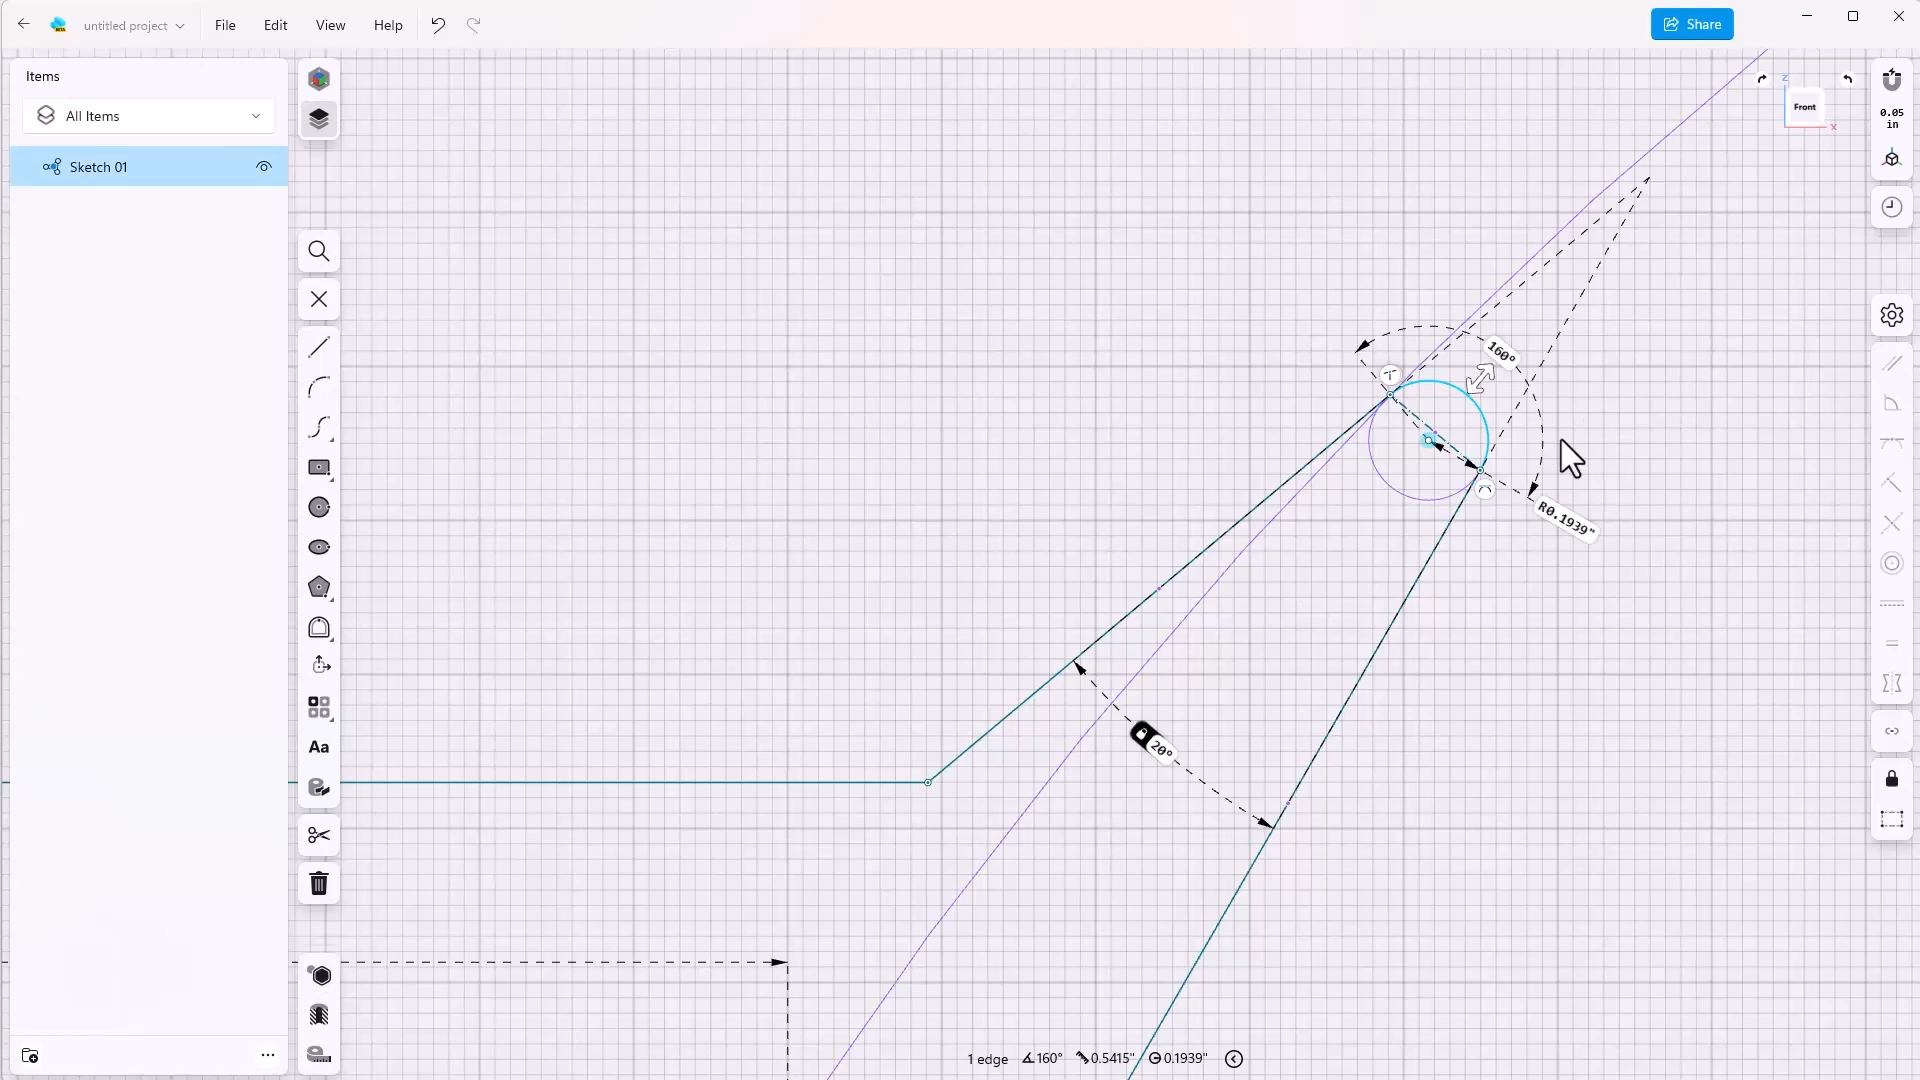 untitled project
File
Edit
View
Help
Share
Items
All Items
Sketch 01
Aa
Z
Front
X
0.05
in
160°
R0.1939"
20°
1 edge 160° 0.5415" 0.1939"